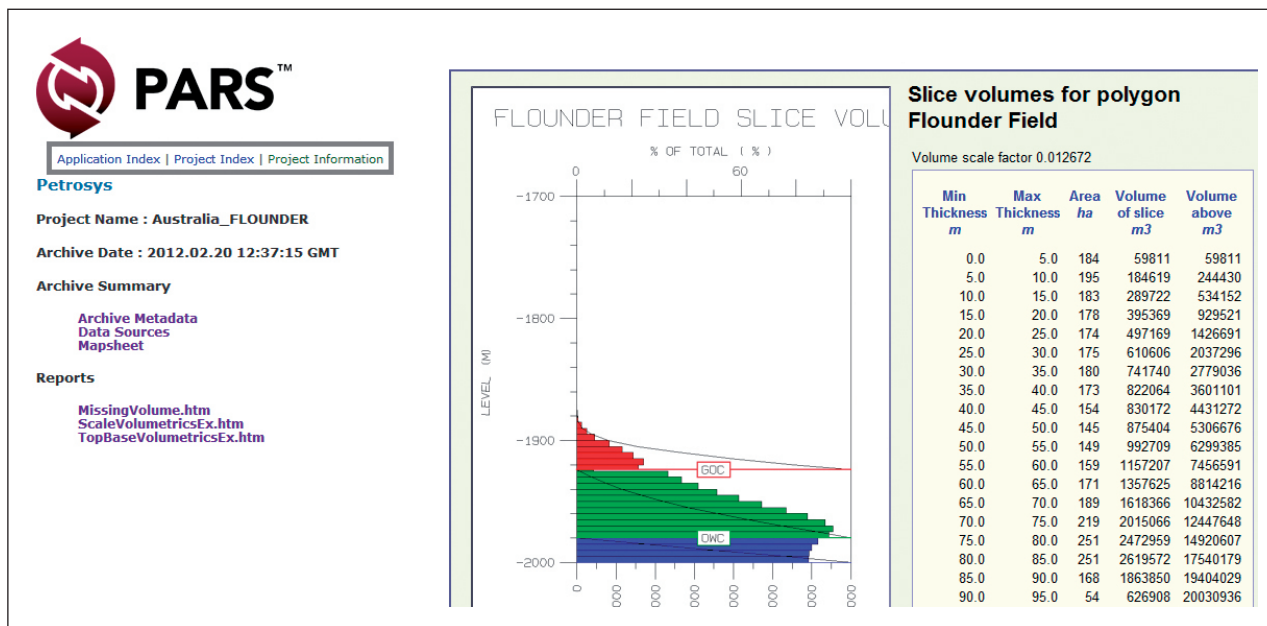 PARS™
Application Index | Project Index | Project Information
Petrosys
Project Name : Australia_FLOUNDER
Archive Date : 2012.02.20 12:37:15 GMT
Archive Summary
Archive Metadata
Data Sources
Mapsheet
Reports
MissingVolume.htm
ScaleVolumetricsEx.htm
TopBaseVolumetricsEx.htm
FLOUNDER FIELD SLICE VOLU
% OF TOTAL ( % )
0 60
-1700
-1800
LEVEL (M)
-1900
GOC
OWC
-2000
0 000 000 000 000 000 000 000
Slice volumes for polygon
Flounder Field
Volume scale factor 0.012672
Min Max Area Volume Volume
Thickness Thickness ha of slice above
m m m3 m3
0.0 5.0 184 59811 59811
5.0 10.0 195 184619 244430
10.0 15.0 183 289722 534152
15.0 20.0 178 395369 929521
20.0 25.0 174 497169 1426691
25.0 30.0 175 610606 2037296
30.0 35.0 180 741740 2779036
35.0 40.0 173 822064 3601101
40.0 45.0 154 830172 4431272
45.0 50.0 145 875404 5306676
50.0 55.0 149 992709 6299385
55.0 60.0 159 1157207 7456591
60.0 65.0 171 1357625 8814216
65.0 70.0 189 1618366 10432582
70.0 75.0 219 2015066 12447648
75.0 80.0 251 2472959 14920607
80.0 85.0 251 2619572 17540179
85.0 90.0 168 1863850 19404029
90.0 95.0 54 626908 20030936